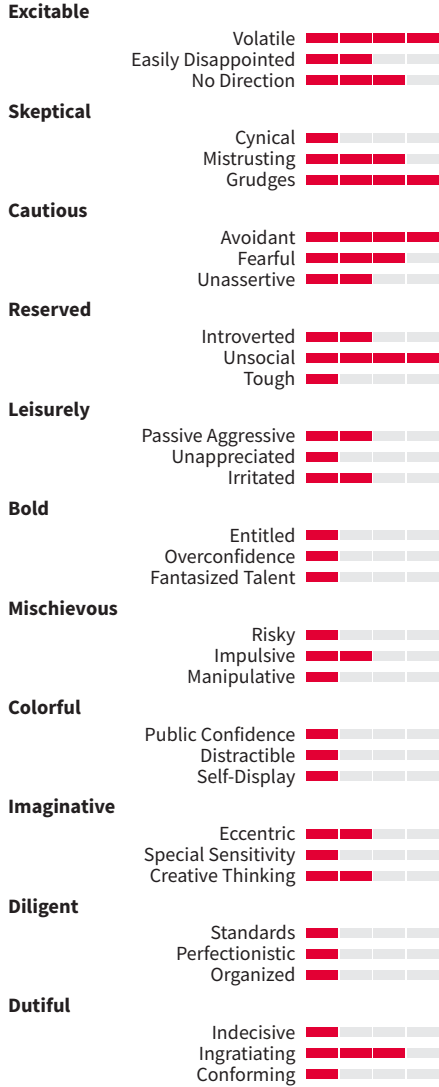 Excitable
Volatile
Easily Disappointed
No Direction
Skeptical
Cynical
Mistrusting
Grudges
Cautious
Avoidant
Fearful
Unassertive
Reserved
Introverted
Unsocial
Tough
Leisurely
Passive Aggressive
Unappreciated
Irritated
Bold
Entitled
Overconfidence
Fantasized Talent
Mischievous
Risky
Impulsive
Manipulative
Colorful
Public Confidence
Distractible
Self-Display
Imaginative
Eccentric
Special Sensitivity
Creative Thinking
Diligent
Standards
Perfectionistic
Organized
Dutiful
Indecisive
Ingratiating
Conforming